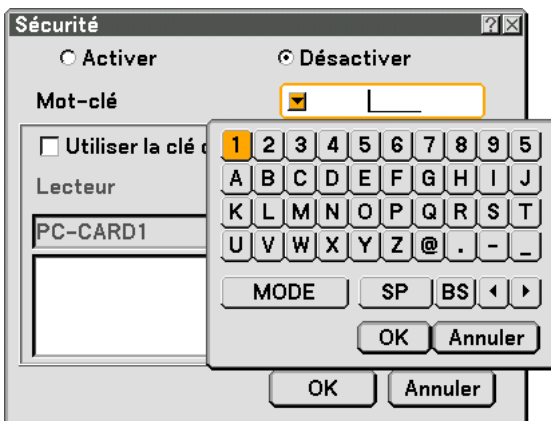 Sécurité
Activer Désactiver
Mot-clé
Utiliser la clé
Lecteur
PC-CARD1
1 2 3 4 5 6 7 8 9 5
A B C D E F G H I J
K L M N O P Q R S T
U V W X Y Z @ . - _
MODE SP BS
OK Annuler
OK Annuler